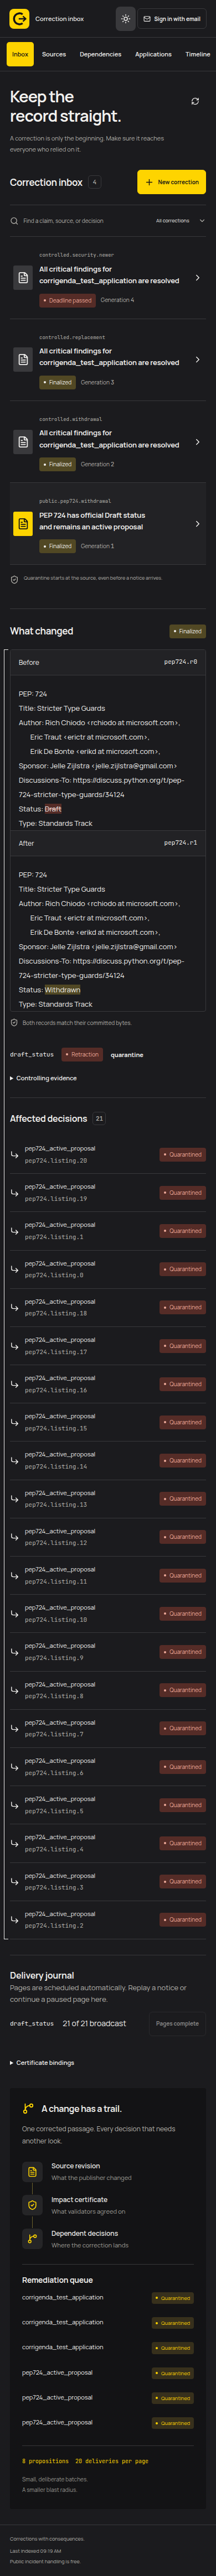 Correction inbox
Sign in with email
Inbox
Sources
Dependencies
Applications
Timeline
Keep the
record straight.
A correction is only the beginning. Make sure it reaches
everyone who relied on it.
Correction inbox 4
New correction
Find a claim, source, or decision
All corrections
controlled.security.newer
All critical findings for
corrigenda_test_application are resolved
Deadline passed Generation 4
controlled.replacement
All critical findings for
corrigenda_test_application are resolved
Finalized Generation 3
controlled.withdrawal
All critical findings for
corrigenda_test_application are resolved
Finalized Generation 2
public.pep724.withdrawal
PEP 724 has official Draft status
and remains an active proposal
Finalized Generation 1
Quarantine starts at the source, even before a notice arrives.
What changed
Finalized
Before pep724.r0
PEP: 724
Title: Stricter Type Guards
Author: Rich Chiodo <rchiodo at microsoft.com>,
Eric Traut <erictr at microsoft.com>,
Erik De Bonte <erikd at microsoft.com>,
Sponsor: Jelle Zijlstra <jelle.zijlstra@gmail.com>
Discussions-To: https://discuss.python.org/t/pep-
724-stricter-type-guards/34124
Status: Draft
Type: Standards Track
After pep724.r1
PEP: 724
Title: Stricter Type Guards
Author: Rich Chiodo <rchiodo at microsoft.com>,
Eric Traut <erictr at microsoft.com>,
Erik De Bonte <erikd at microsoft.com>,
Sponsor: Jelle Zijlstra <jelle.zijlstra@gmail.com>
Discussions-To: https://discuss.python.org/t/pep-
724-stricter-type-guards/34124
Status: Withdrawn
Type: Standards Track
Both records match their committed bytes.
draft_status Retraction quarantine
Controlling evidence
Affected decisions 21
pep724_active_proposal
pep724.listing.20
Quarantined
pep724_active_proposal
pep724.listing.19
Quarantined
pep724_active_proposal
pep724.listing.1
Quarantined
pep724_active_proposal
pep724.listing.0
Quarantined
pep724_active_proposal
pep724.listing.18
Quarantined
pep724_active_proposal
pep724.listing.17
Quarantined
pep724_active_proposal
pep724.listing.16
Quarantined
pep724_active_proposal
pep724.listing.15
Quarantined
pep724_active_proposal
pep724.listing.14
Quarantined
pep724_active_proposal
pep724.listing.13
Quarantined
pep724_active_proposal
pep724.listing.12
Quarantined
pep724_active_proposal
pep724.listing.11
Quarantined
pep724_active_proposal
pep724.listing.10
Quarantined
pep724_active_proposal
pep724.listing.9
Quarantined
pep724_active_proposal
pep724.listing.8
Quarantined
pep724_active_proposal
pep724.listing.7
Quarantined
pep724_active_proposal
pep724.listing.6
Quarantined
pep724_active_proposal
pep724.listing.5
Quarantined
pep724_active_proposal
pep724.listing.4
Quarantined
pep724_active_proposal
pep724.listing.3
Quarantined
pep724_active_proposal
pep724.listing.2
Quarantined
Delivery journal
Pages are scheduled automatically. Replay a notice or
continue a paused page here.
draft_status 21 of 21 broadcast Pages complete
Certificate bindings
A change has a trail.
One corrected passage. Every decision that needs
another look.
Source revision
What the publisher changed
Impact certificate
What validators agreed on
Dependent decisions
Where the correction lands
Remediation queue
corrigenda_test_application Quarantined
corrigenda_test_application Quarantined
corrigenda_test_application Quarantined
pep724_active_proposal Quarantined
pep724_active_proposal Quarantined
pep724_active_proposal Quarantined
8 propositions 20 deliveries per page
Small, deliberate batches.
A smaller blast radius.
Corrections with consequences.
Last indexed 09:19 AM
Public incident handling is free.